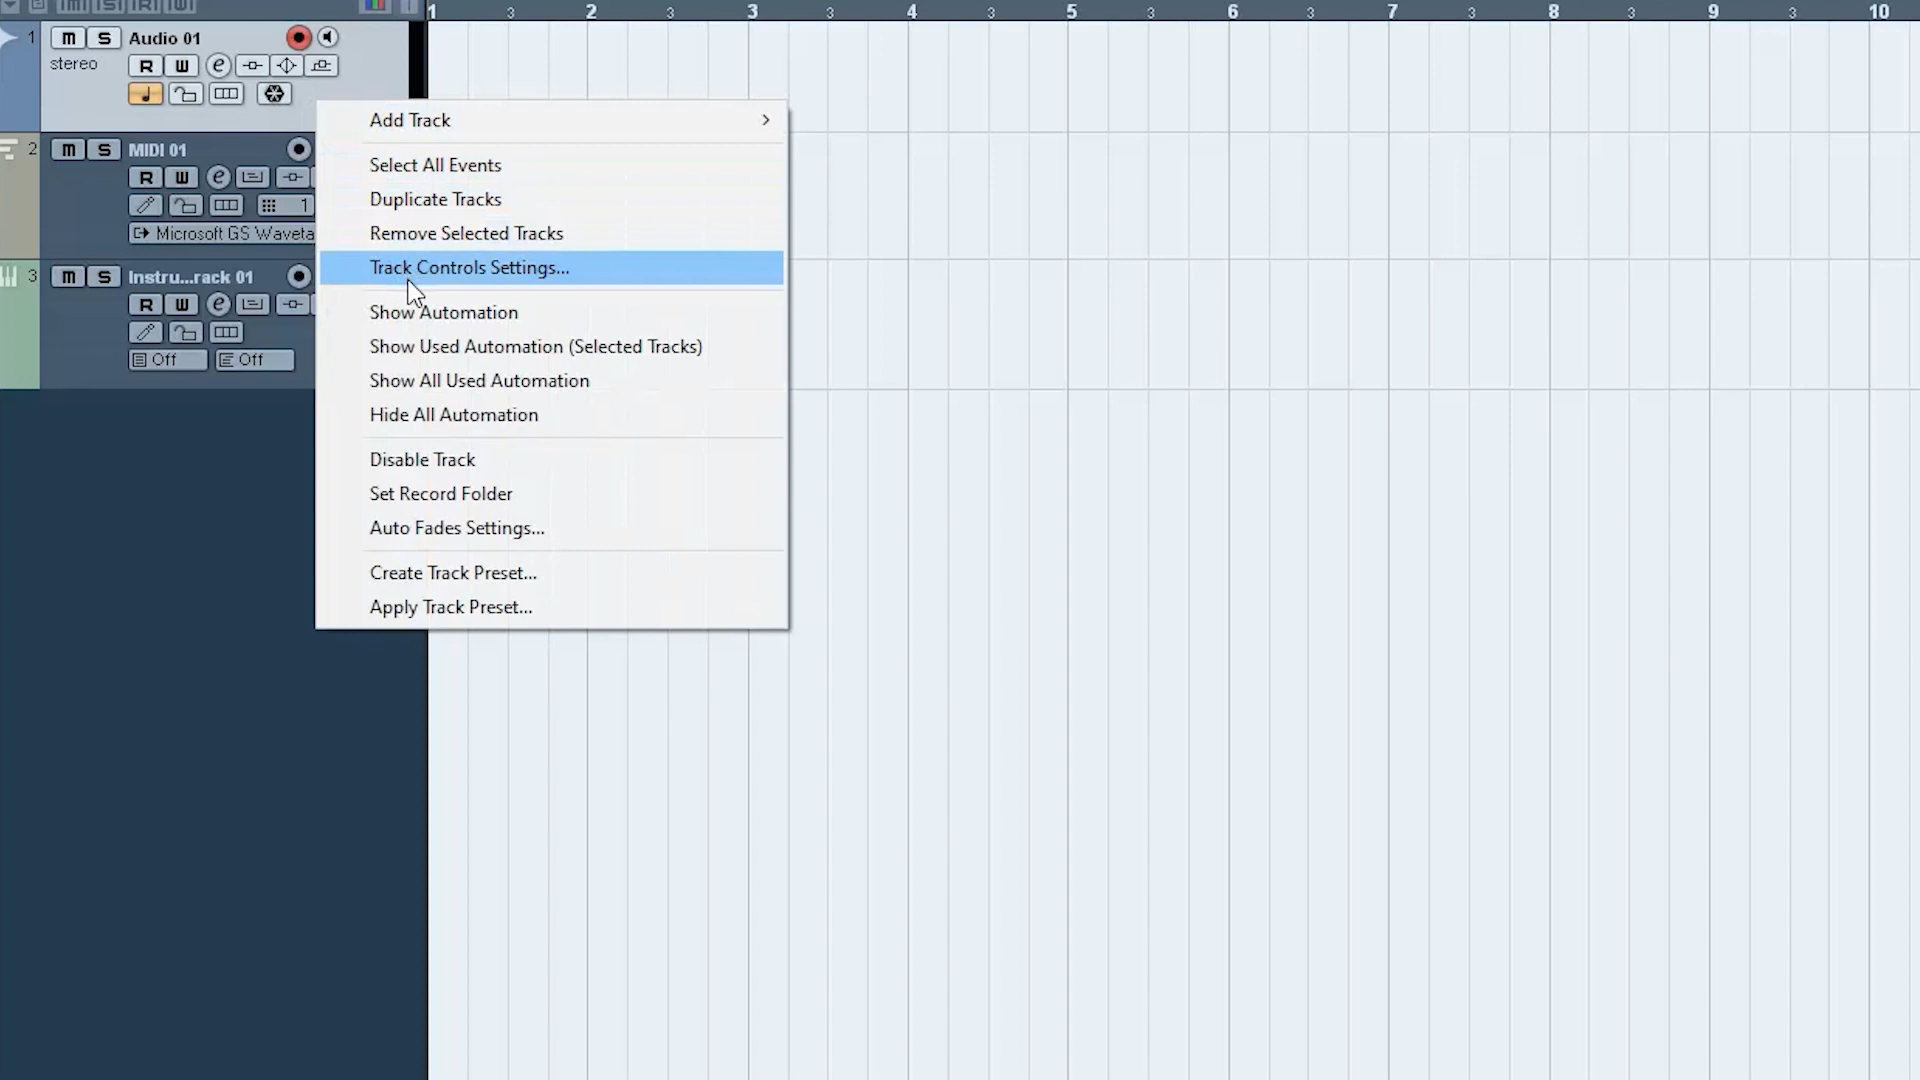 1 3 2 3 3 3 4 3 5 3 6 3 7 3 8 3 9 3 10
1 m S Audio 01
stereo R W e
2 m S MIDI 01
R W e
1
Microsoft GS Waveta
3 m S Instru...rack 01
R W e
Off Off
Add Track
Select All Events
Duplicate Tracks
Remove Selected Tracks
Track Controls Settings...
Show Automation
Show Used Automation (Selected Tracks)
Show All Used Automation
Hide All Automation
Disable Track
Set Record Folder
Auto Fades Settings...
Create Track Preset...
Apply Track Preset...